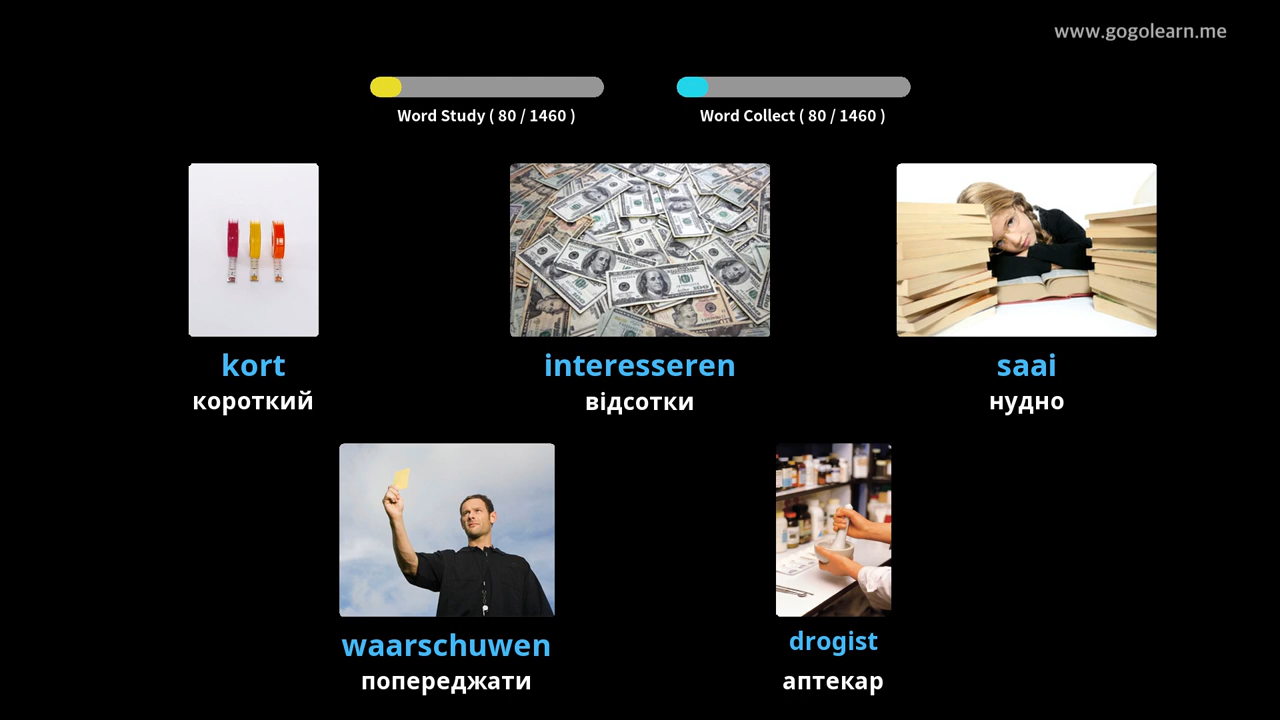 www.gogolearn.me
Word Study ( 80 / 1460 )
Word Collect ( 80 / 1460 )
kort
короткий
interesseren
відсотки
saai
нудно
waarschuwen
попереджати
drogist
аптекар